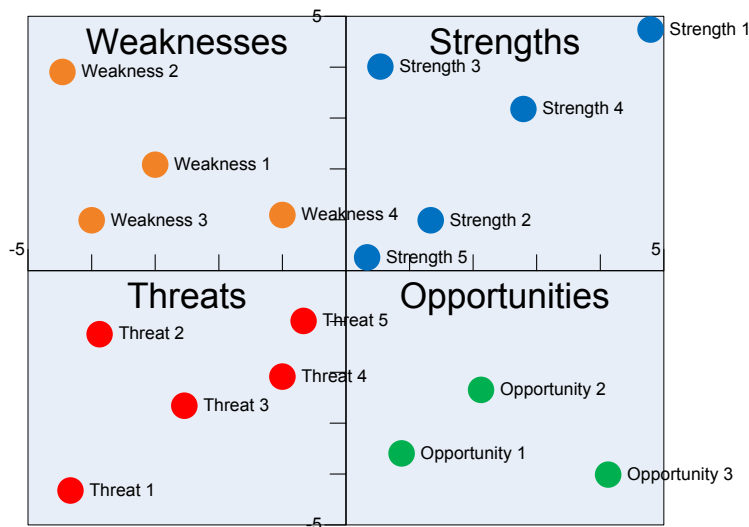 5
Weaknesses
Strengths
Strength 1
Weakness 2
Strength 3
Strength 4
Weakness 1
Weakness 3
Weakness 4
Strength 2
-5
Strength 5
5
Threats
Opportunities
Threat 2
Threat 5
Threat 4
Opportunity 2
Threat 3
Opportunity 1
Opportunity 3
Threat 1
-5